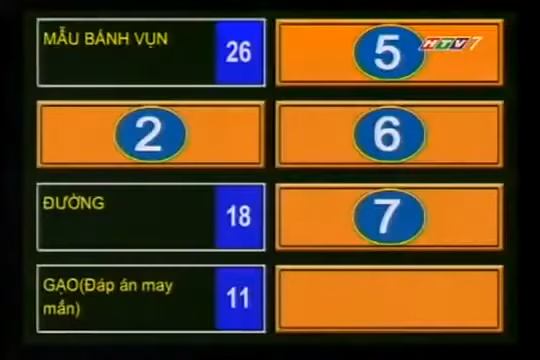 MẪU BÁNH VỤN 26
5
HTV7
2
6
ĐƯỜNG 18
7
GẠO(Đáp án may
mắn) 11